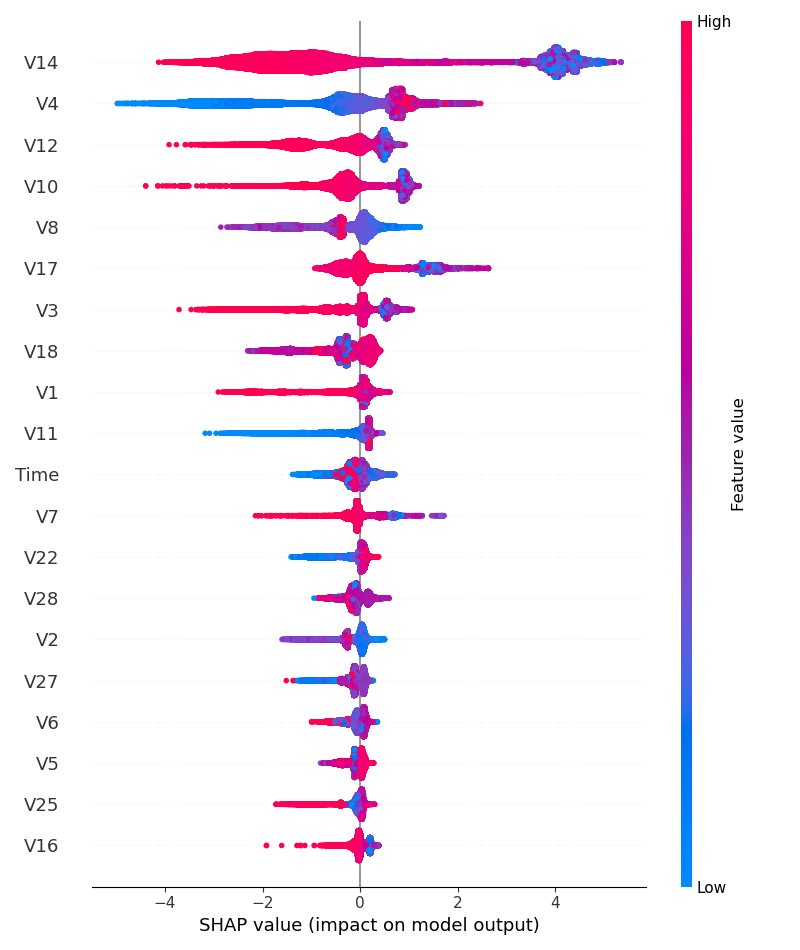 High
V14
V4
V12
V10
V8
V17
V3
V18
V1
V11
Time
V7
V22
V28
V2
V27
V6
V5
V25
V16
Feature value
Low
−4 −2 0 2 4
SHAP value (impact on model output)